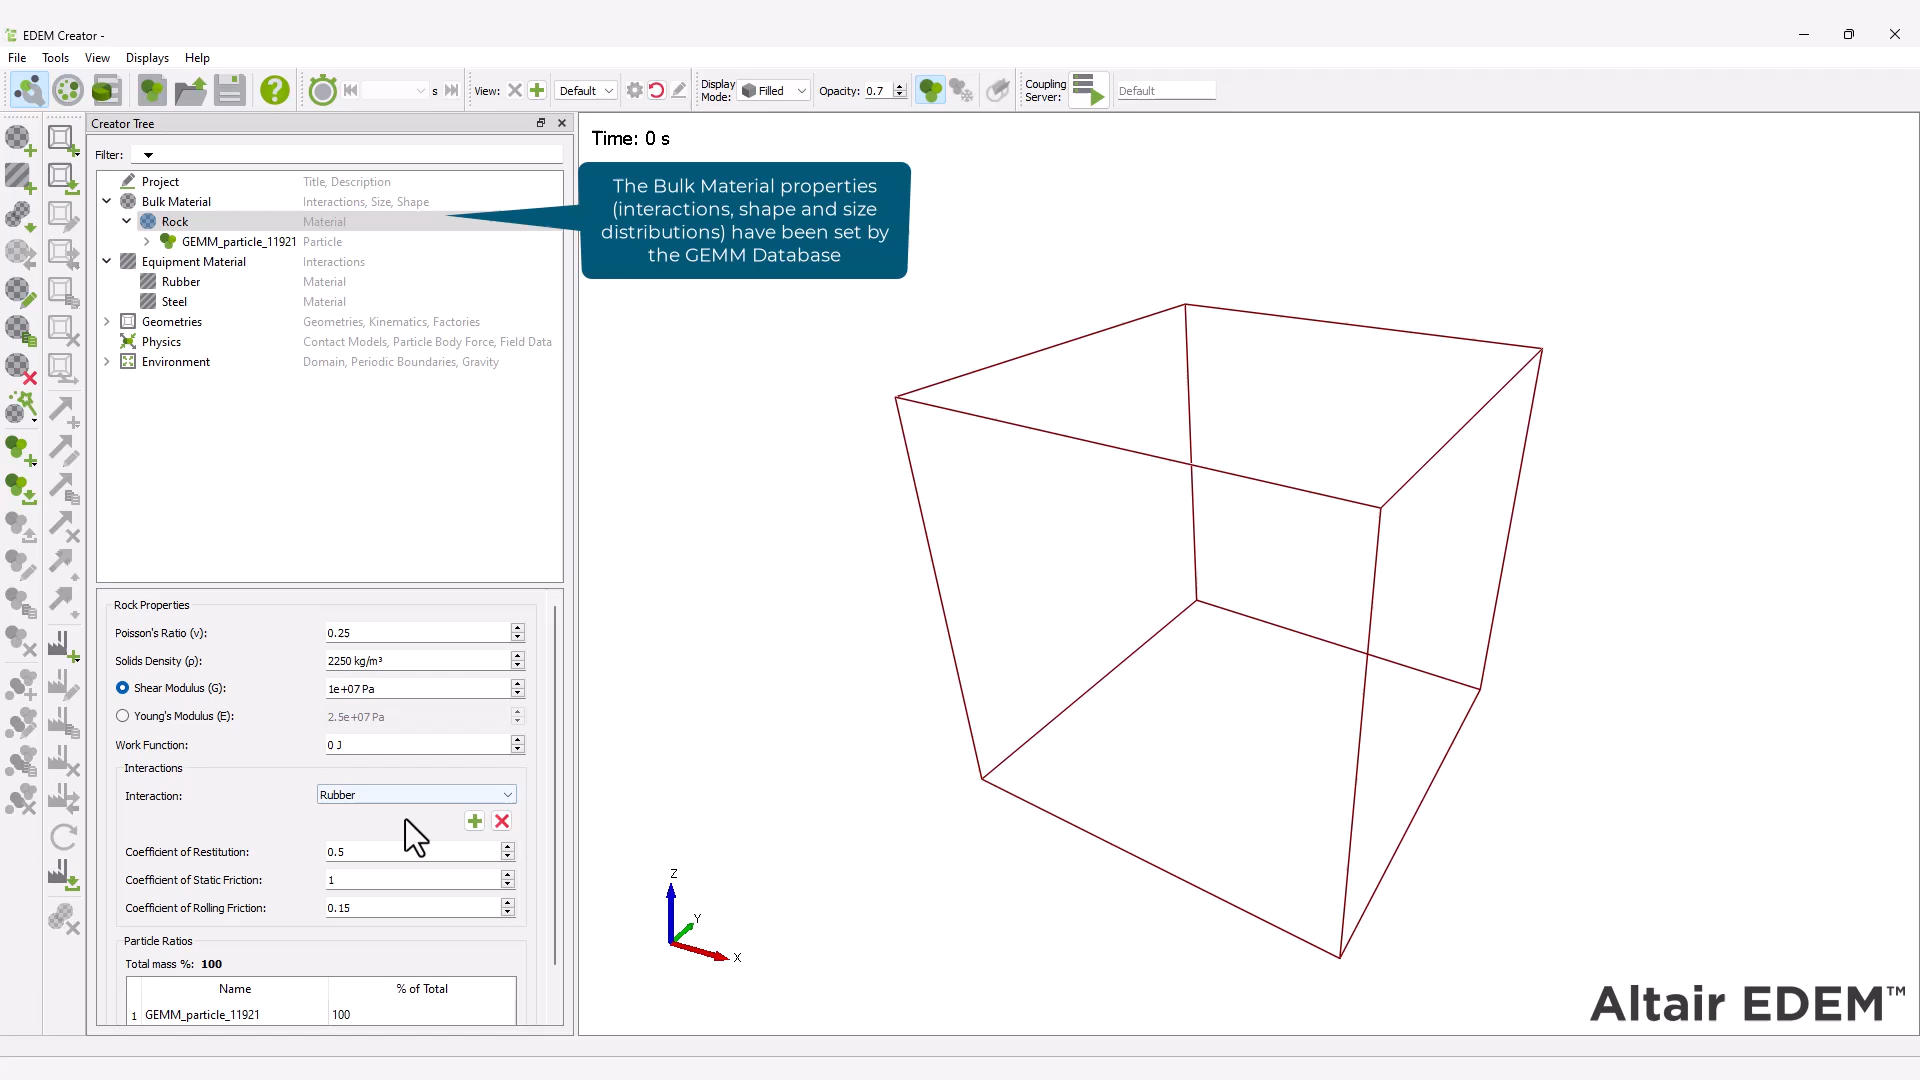 EDEM Creator -
File Tools View Displays Help
s View: Default Display Mode: Filled Opacity: 0.7 Coupling Server: Default
Creator Tree
Filter:
Project Title, Description
Bulk Material Interactions, Size, Shape
Rock Material
GEMM_particle_11921 Particle
Equipment Material Interactions
Rubber Material
Steel Material
Geometries Geometries, Kinematics, Factories
Physics Contact Models, Particle Body Force, Field Data
Environment Domain, Periodic Boundaries, Gravity
Time: 0 s
The Bulk Material properties
(interactions, shape and size
distributions) have been set by
the GEMM Database
Rock Properties
Poisson's Ratio (ν): 0.25
Solids Density (ρ): 2250 kg/m³
Shear Modulus (G): 1e+07 Pa
Young's Modulus (E): 2.5e+07 Pa
Work Function: 0 J
Interactions
Interaction: Rubber
Coefficient of Restitution: 0.5
Coefficient of Static Friction: 1
Coefficient of Rolling Friction: 0.15
Particle Ratios
Total mass %: 100
Name % of Total
1 GEMM_particle_11921 100
Z
Y
X
Altair EDEM™